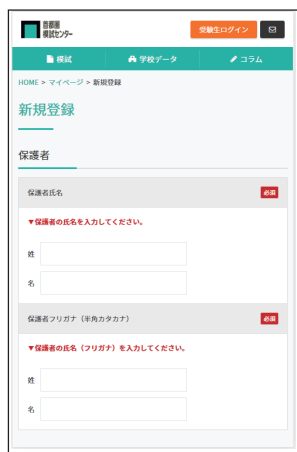 首都圏
模試センター
受験生ログイン
模試 学校データ コラム
HOME > マイページ > 新規登録
新規登録
保護者
保護者氏名 必須
▼保護者の氏名を入力してください。
姓
名
保護者フリガナ（半角カタカナ） 必須
▼保護者の氏名（フリガナ）を入力してください。
姓
名